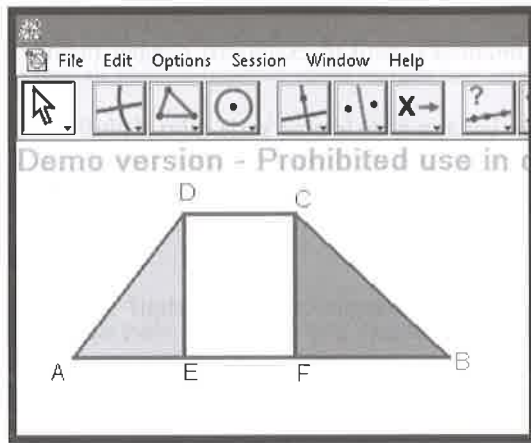 File Edit Options Session Window Help
X ?
Demo version - Prohibited use in
D C
A E F B